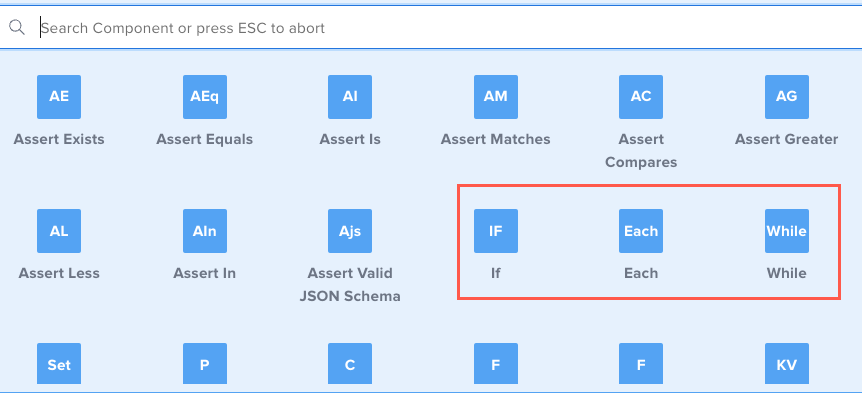 Search Component or press ESC to abort
AE AEq AI AM AC AG
Assert Exists Assert Equals Assert Is Assert Matches Assert Assert Greater
Compares
AL AIn Ajs IF Each While
Assert Less Assert In Assert Valid If Each While
JSON Schema
Set P C F F KV